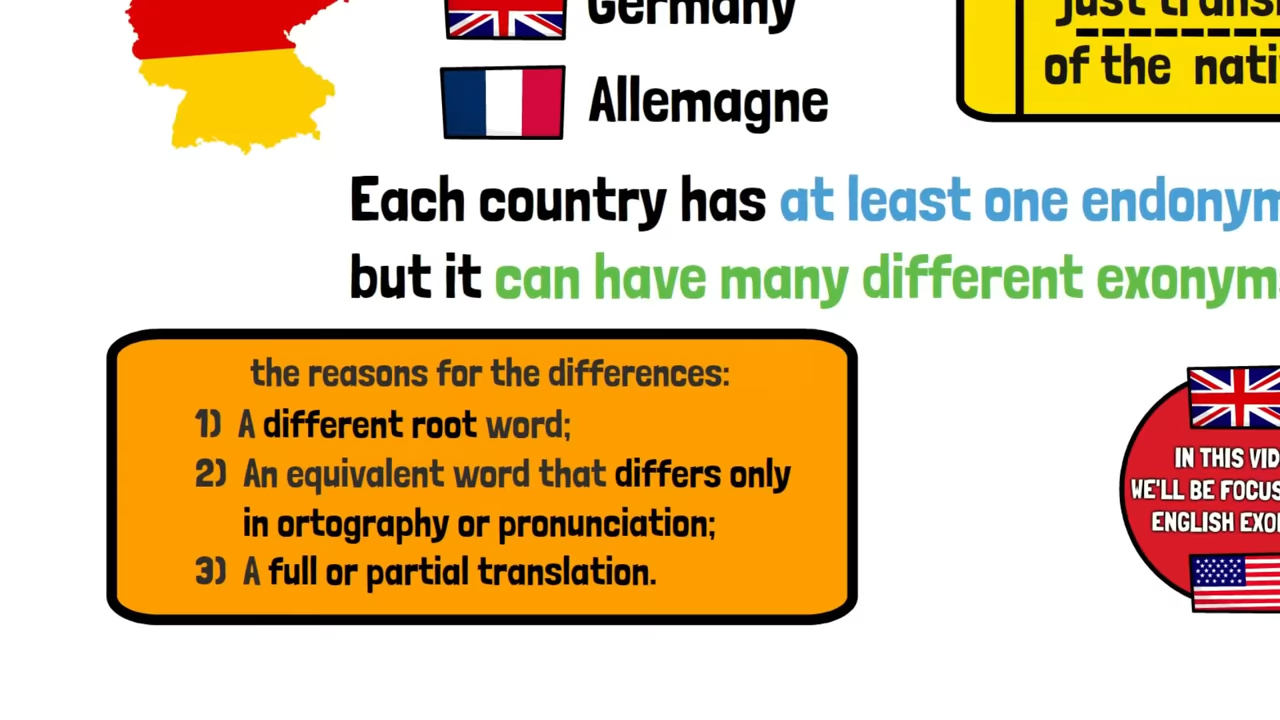 Germany
Allemagne
just trans
of the nati
Each country has at least one endonym
but it can have many different exonym
the reasons for the differences:
1) A different root word;
2) An equivalent word that differs only
in ortography or pronunciation;
3) A full or partial translation.
IN THIS VID
WE'LL BE FOCUS
ENGLISH EXO